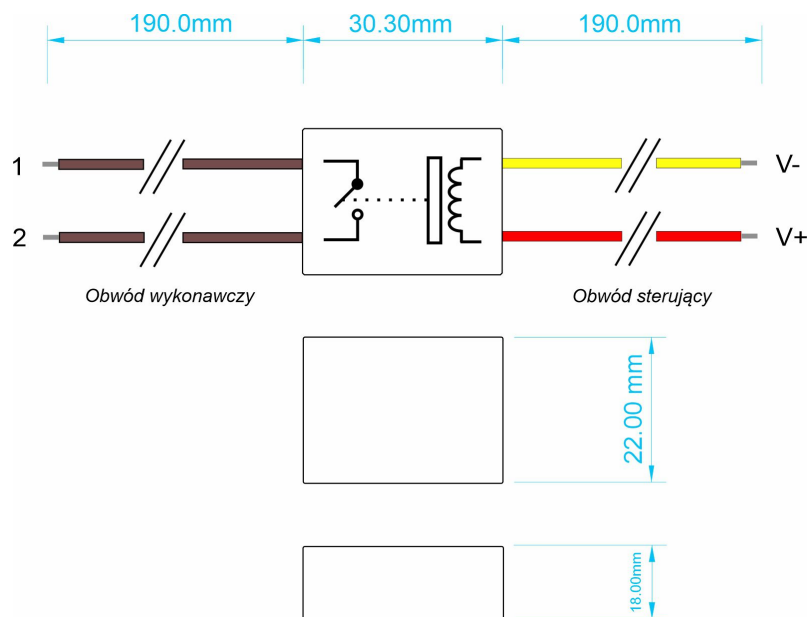 190.0mm 30.30mm 190.0mm
1 V-
2 V+
Obwód wykonawczy Obwód sterujący
22.00 mm
18.00mm